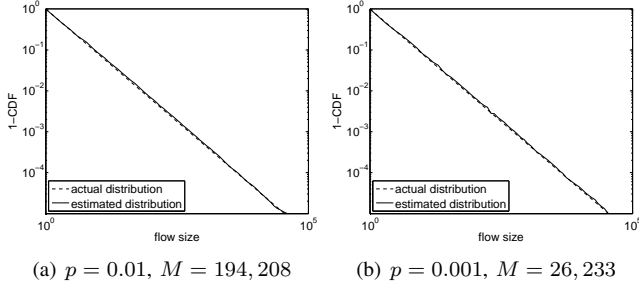 10^0
10^-1
10^-2
10^-3
10^-4
1−CDF
actual distribution
estimated distribution
10^0
10^5
flow size
(a) p = 0.01, M = 194, 208
10^0
10^-1
10^-2
10^-3
10^-4
1−CDF
actual distribution
estimated distribution
10^0
10^5
flow size
(b) p = 0.001, M = 26, 233